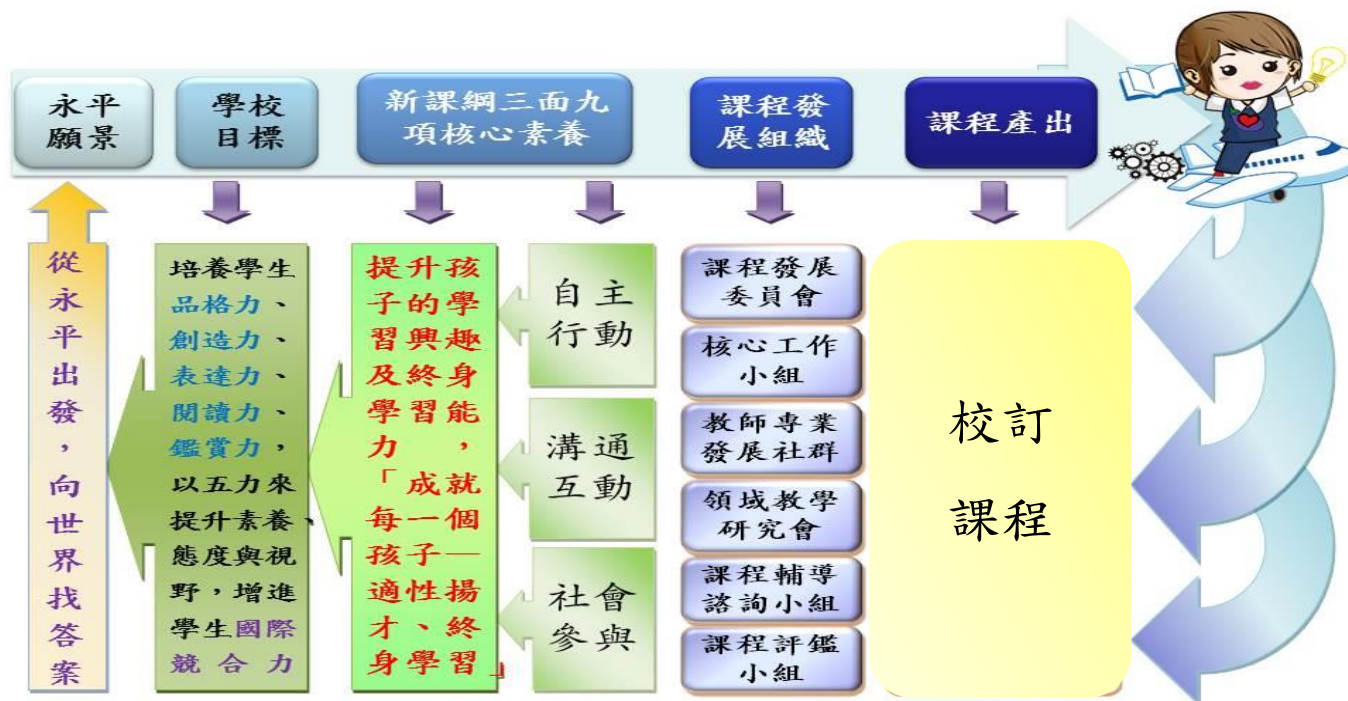 永平
願景
學校
目標
新課綱三面九
項核心素養
課程發
展組織
課程產出
從永平出發，向世界找答案
培養學生
品格力、
創造力、
表達力、
閱讀力、
鑑賞力，
以五力來
提升素養、
態度與視
野，增進
學生國際
競合力
提升孩
子的學
習興趣
及終身
學習能
力，
「成就
每一個
孩子—
適性揚
才、終
身學習」
自主
行動
溝通
互動
社會
參與
課程發展
委員會
核心工作
小組
教師專業
發展社群
領域教學
研究會
課程輔導
諮詢小組
課程評鑑
小組
校訂
課程